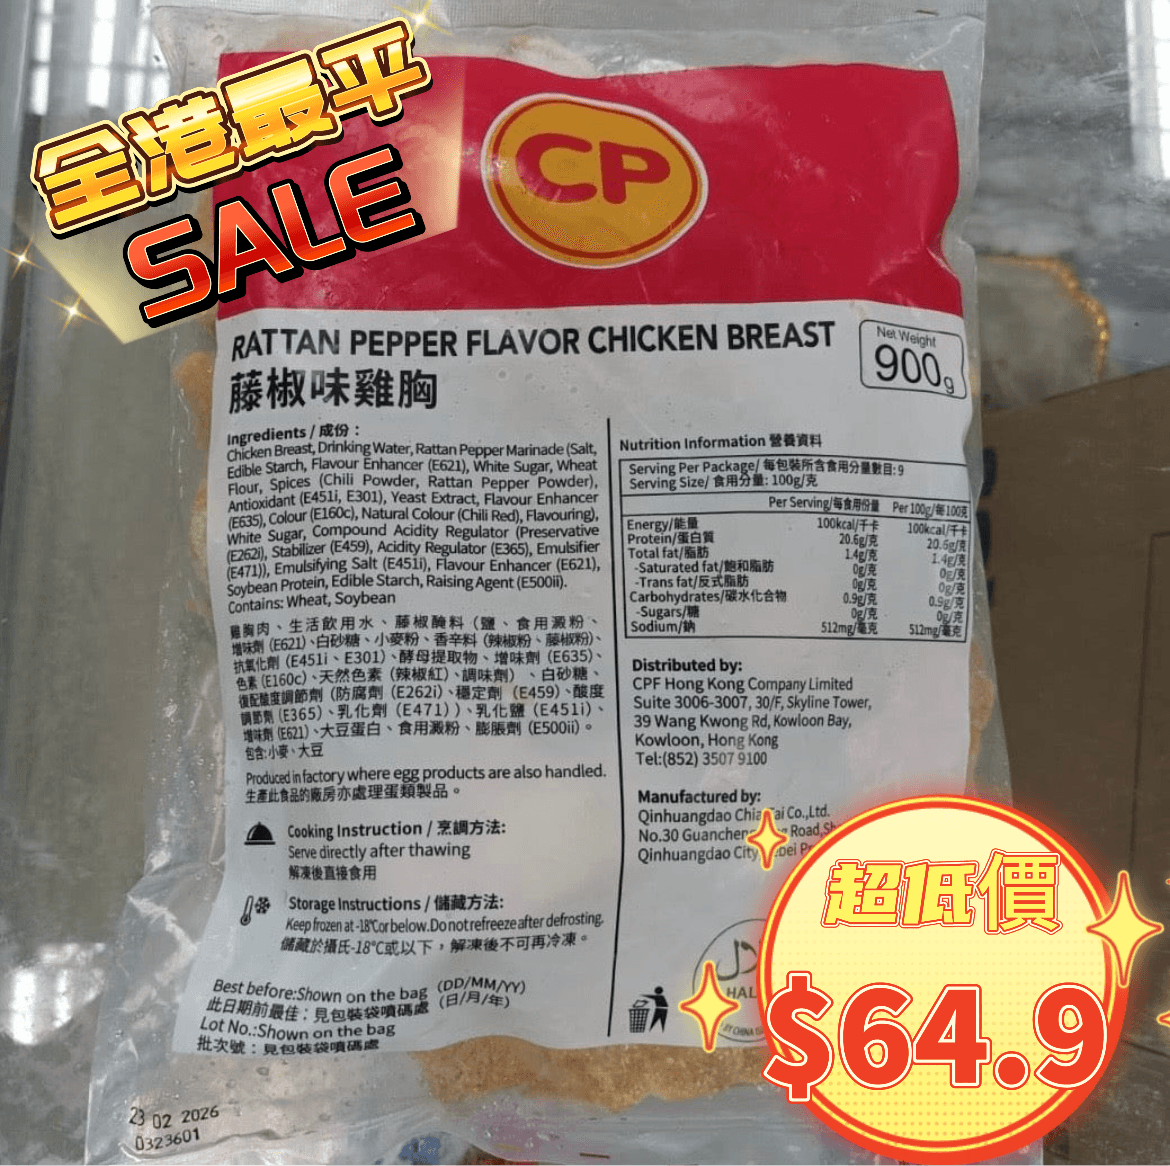 全港最平
SALE
CP
RATTAN PEPPER FLAVOR CHICKEN BREAST
藤椒味雞胸
Net Weight
900g
Ingredients / 成份：
Chicken Breast, Drinking Water, Rattan Pepper Marinade (Salt,
Edible Starch, Flavour Enhancer (E621), White Sugar, Wheat
Flour, Spices (Chili Powder, Rattan Pepper Powder),
Antioxidant (E451i, E301), Yeast Extract, Flavour Enhancer
(E635), Colour (E160c), Natural Colour (Chili Red), Flavouring),
White Sugar, Compound Acidity Regulator (Preservative
(E262i), Stabilizer (E459), Acidity Regulator (E365), Emulsifier
(E471)), Emulsifying Salt (E451i), Flavour Enhancer (E621),
Soybean Protein, Edible Starch, Raising Agent (E500ii).
Contains: Wheat, Soybean
雞胸肉、生活飲用水、藤椒醃料（鹽、食用澱粉、
增味劑（E621）、白砂糖、小麥粉、香辛料（辣椒粉、藤椒粉）、
抗氧化劑（E451i、E301）、酵母提取物、增味劑（E635）、
色素（E160c）、天然色素（辣椒紅）、調味劑）、白砂糖、
復配酸度調節劑（防腐劑（E262i）、穩定劑（E459）、酸度
調節劑（E365）、乳化劑（E471））、乳化鹽（E451i）、
增味劑（E621）、大豆蛋白、食用澱粉、膨脹劑（E500ii）。
包含:小麥、大豆
Produced in factory where egg products are also handled.
生產此食品的廠房亦處理蛋類製品。
Cooking Instruction / 烹調方法:
Serve directly after thawing
解凍後直接食用
Storage Instructions / 儲藏方法:
Keep frozen at -18℃ or below. Do not refreeze after defrosting.
儲藏於攝氏-18℃或以下，解凍後不可再冷凍。
Best before:Shown on the bag (DD/MM/YY)
此日期前最佳：見包裝袋噴碼處（日/月/年）
Lot No.:Shown on the bag
批次號：見包裝袋噴碼處
23 02 2026
0323601
Nutrition Information 營養資料
Serving Per Package/ 每包裝所含食用分量數目: 9
Serving Size/ 食用分量: 100g/克
Per Serving/每食用份量 Per 100g/每100克
Energy/能量 100kcal/千卡 100kcal/千卡
Protein/蛋白質 20.6g/克 20.6g/克
Total fat/脂肪 1.4g/克 1.4g/克
-Saturated fat/飽和脂肪 0g/克 0g/克
-Trans fat/反式脂肪 0g/克 0g/克
Carbohydrates/碳水化合物 0.9g/克 0.9g/克
-Sugars/糖 0g/克 0g/克
Sodium/鈉 512mg/毫克 512mg/毫克
Distributed by:
CPF Hong Kong Company Limited
Suite 3006-3007, 30/F, Skyline Tower,
39 Wang Kwong Rd, Kowloon Bay,
Kowloon, Hong Kong
Tel:(852) 3507 9100
Manufactured by:
Qinhuangdao Chia Tai Co.,Ltd.
No.30 Guancheng Road,
Qinhuangdao City
HAL
超低價
$64.9